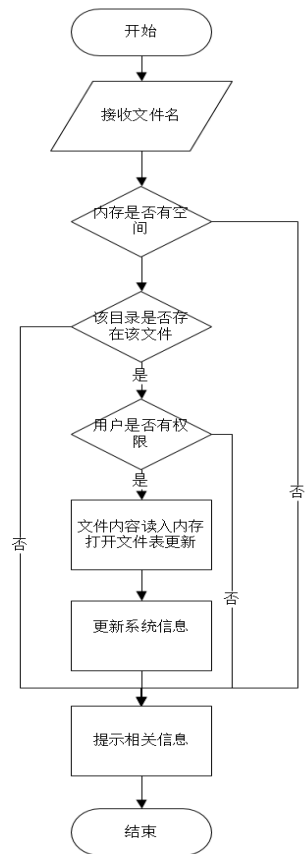 开始
接收文件名
内存是否有空
间
该目录是否存
在该文件
是
用户是否有权
限
是
否
文件内容读入内存
打开文件表更新
否
否
更新系统信息
提示相关信息
结束